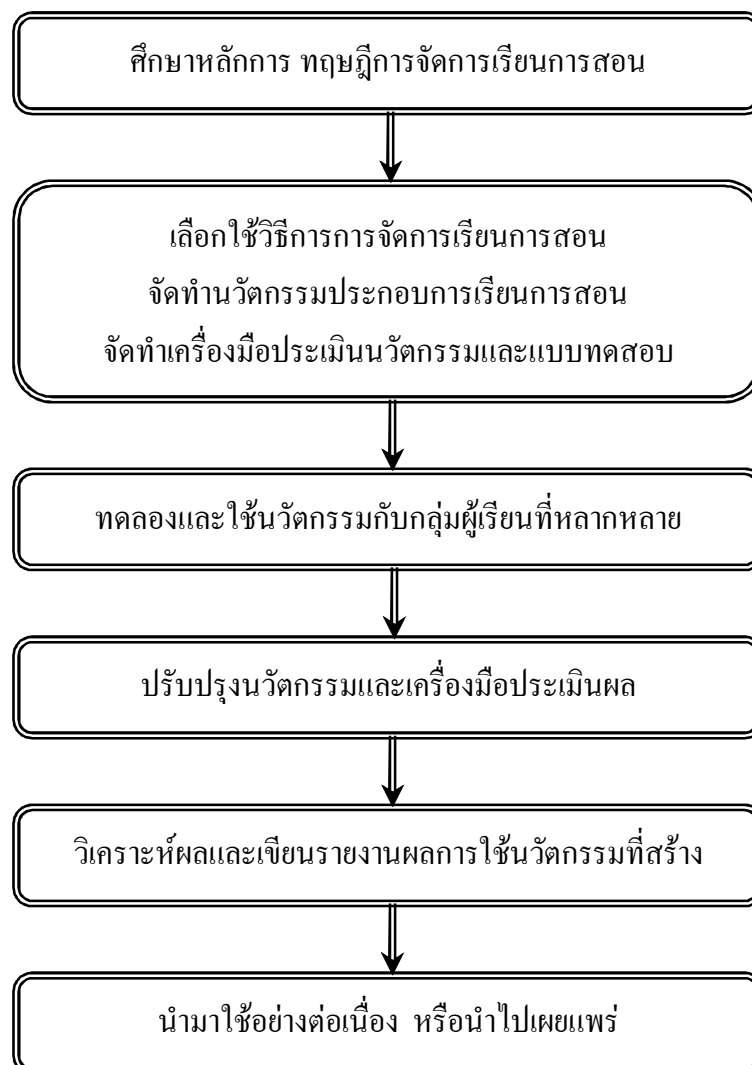 ศึกษาหลักการ ทฤษฎีการจัดการเรียนการสอน
เลือกใช้วิธีการการจัดการเรียนการสอน
จัดทำนวัตกรรมประกอบการเรียนการสอน
จัดทำเครื่องมือประเมินนวัตกรรมและแบบทดสอบ
ทดลองและใช้นวัตกรรมกับกลุ่มผู้เรียนที่หลากหลาย
ปรับปรุงนวัตกรรมและเครื่องมือประเมินผล
วิเคราะห์ผลและเขียนรายงานผลการใช้นวัตกรรมที่สร้าง
นำมาใช้อย่างต่อเนื่อง หรือนำไปเผยแพร่